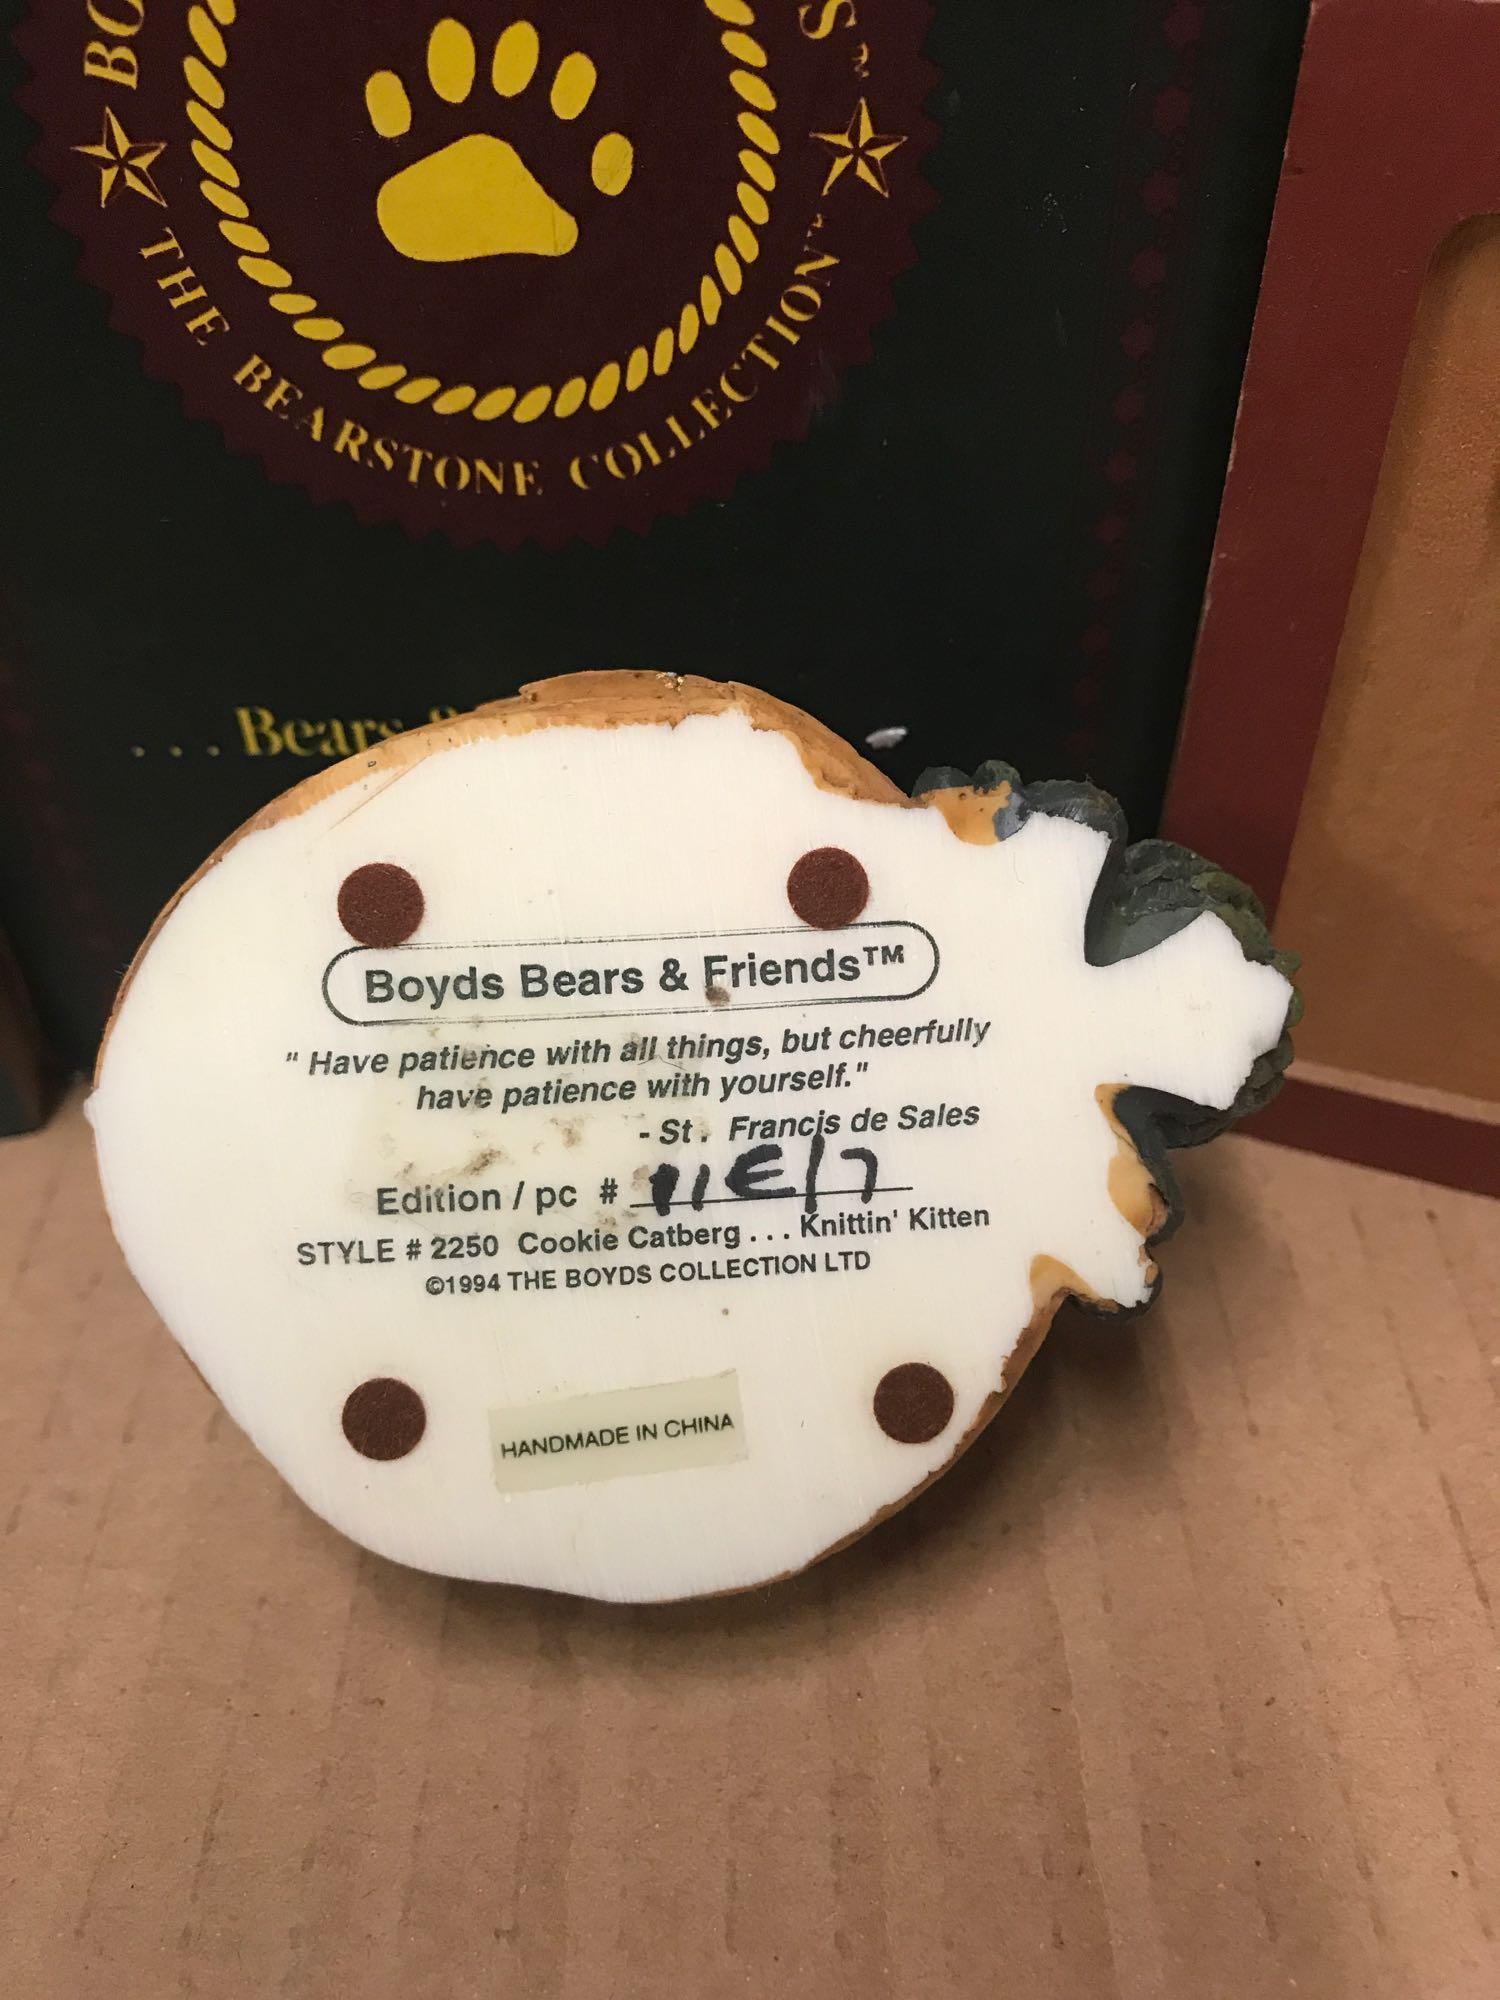 THE BEARSTONE COLLECTION™
. . . Bears &
Boyds Bears & Friends™
" Have patience with all things, but cheerfully
have patience with yourself."
- St. Francis de Sales
Edition / pc # 11E/7
STYLE # 2250 Cookie Catberg . . . Knittin' Kitten
©1994 THE BOYDS COLLECTION LTD
HANDMADE IN CHINA